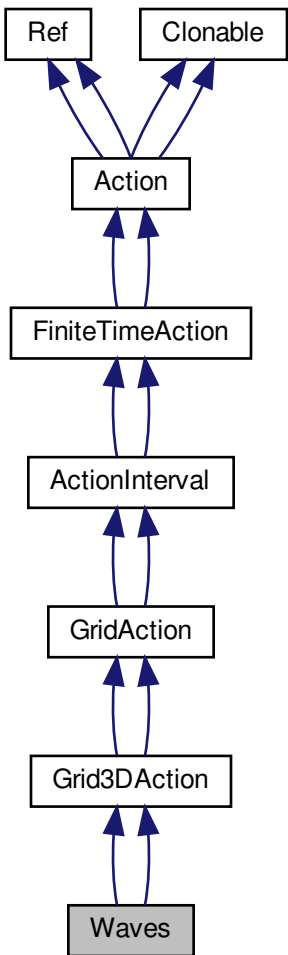 Ref
Clonable
Action
FiniteTimeAction
ActionInterval
GridAction
Grid3DAction
Waves